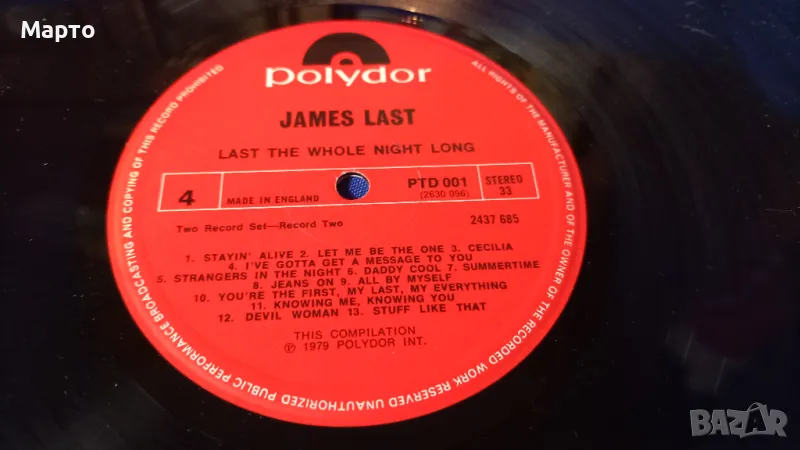 Марто
polydor
JAMES LAST
LAST THE WHOLE NIGHT LONG
4
MADE IN ENGLAND
PTD 001
(2630 096)
STEREO
33
Two Record Set—Record Two
2437 685
1. STAYIN' ALIVE 2. LET ME BE THE ONE 3. CECILIA
4. I'VE GOTTA GET A MESSAGE TO YOU
5. STRANGERS IN THE NIGHT 6. DADDY COOL 7. SUMMERTIME
8. JEANS ON 9. ALL BY MYSELF
10. YOU'RE THE FIRST, MY LAST, MY EVERYTHING
11. KNOWING ME, KNOWING YOU
12. DEVIL WOMAN 13. STUFF LIKE THAT
THIS COMPILATION
℗ 1979 POLYDOR INT.
ALL RIGHTS OF THE MANUFACTURER AND OF THE OWNER OF THE RECORDED WORK RESERVED UNAUTHORIZED PUBLIC PERFORMANCE BROADCASTING AND COPYING OF THIS RECORD PROHIBITED
BAZAR